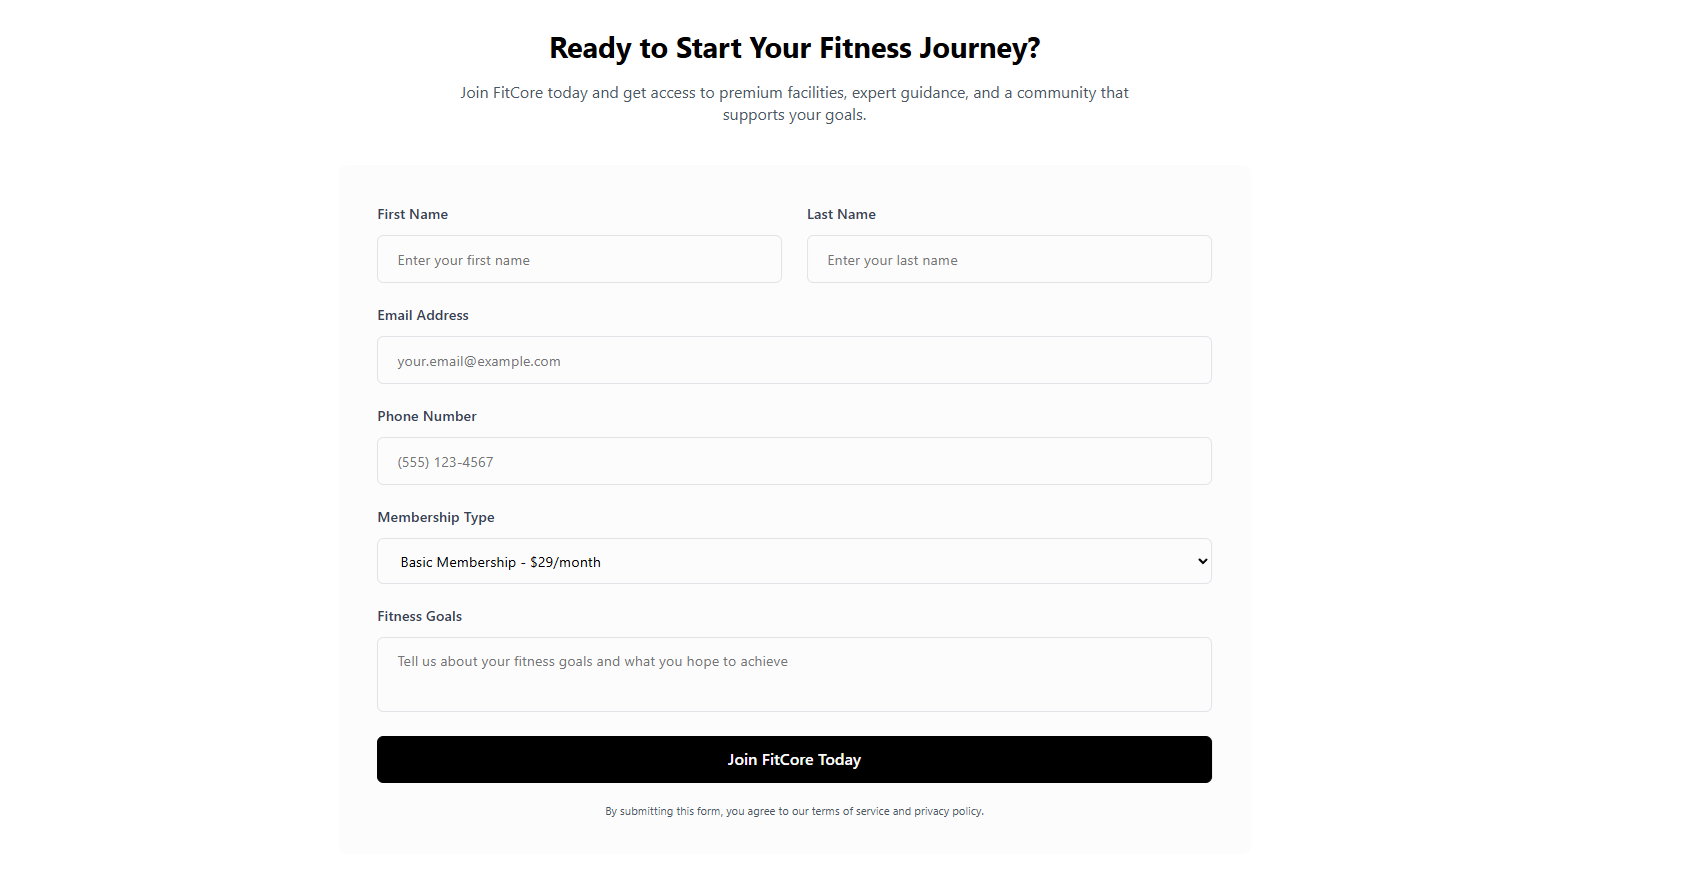 Ready to Start Your Fitness Journey?
Join FitCore today and get access to premium facilities, expert guidance, and a community that
supports your goals.
First Name
Last Name
Enter your first name
Enter your last name
Email Address
your.email@example.com
Phone Number
(555) 123-4567
Membership Type
Basic Membership - $29/month
Fitness Goals
Tell us about your fitness goals and what you hope to achieve
Join FitCore Today
By submitting this form, you agree to our terms of service and privacy policy.